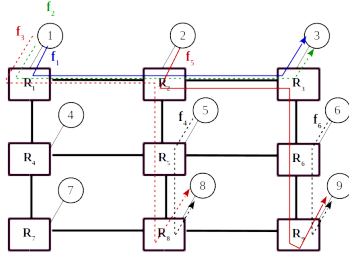 f₂
f₃ 1 2 3
f₁ f₅
R₁ R₂ R₃
4 f₄ 5 f₆ 6
R₄ R₅ R₆
7 8 9
R₇ R₈